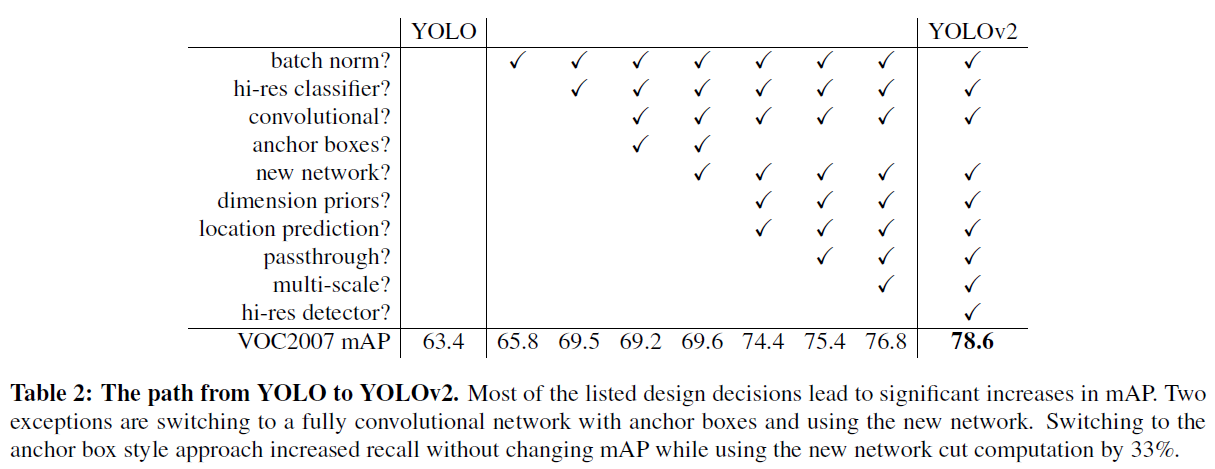 YOLO YOLOv2
batch norm? ✓ ✓ ✓ ✓ ✓ ✓ ✓ ✓
hi-res classifier? ✓ ✓ ✓ ✓ ✓ ✓ ✓
convolutional? ✓ ✓ ✓ ✓ ✓ ✓
anchor boxes? ✓ ✓
new network? ✓ ✓ ✓ ✓ ✓
dimension priors? ✓ ✓ ✓ ✓
location prediction? ✓ ✓ ✓ ✓
passthrough? ✓ ✓ ✓
multi-scale? ✓ ✓
hi-res detector? ✓
VOC2007 mAP 63.4 65.8 69.5 69.2 69.6 74.4 75.4 76.8 78.6
Table 2: The path from YOLO to YOLOv2. Most of the listed design decisions lead to significant increases in mAP. Two
exceptions are switching to a fully convolutional network with anchor boxes and using the new network. Switching to the
anchor box style approach increased recall without changing mAP while using the new network cut computation by 33%.